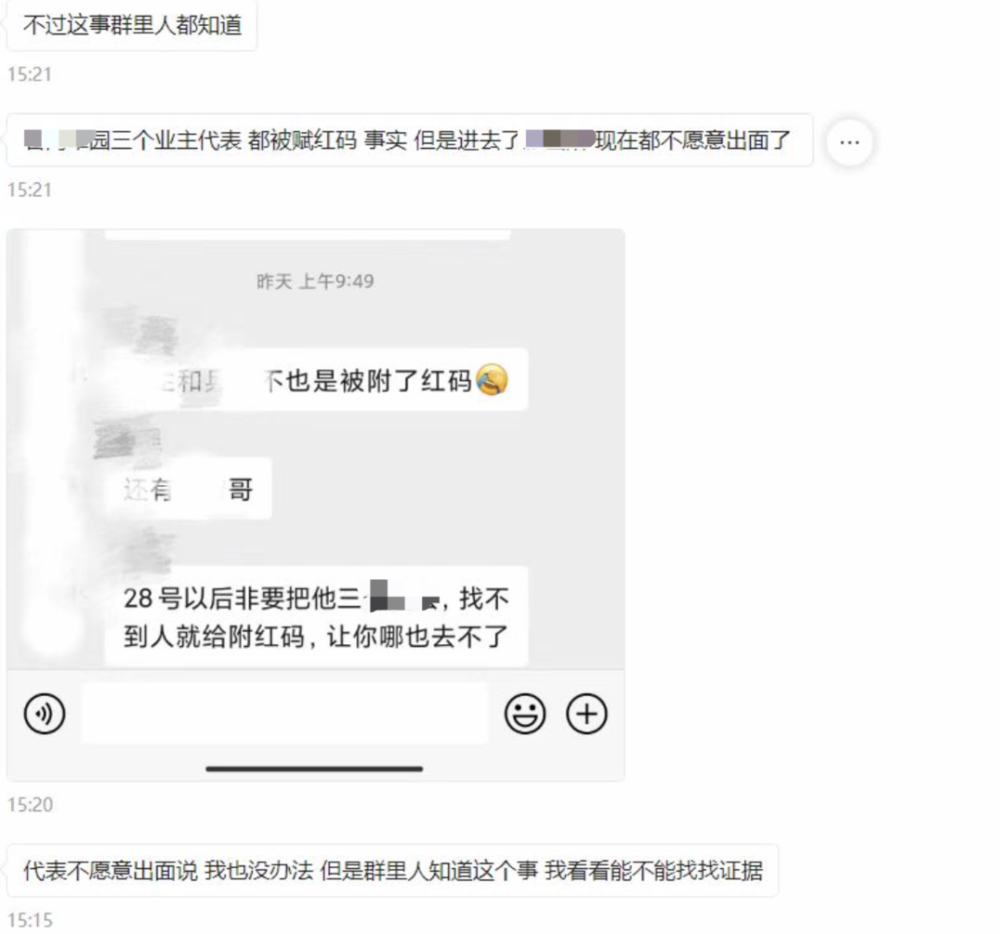 不过这事群里人都知道
15:21
园三个业主代表 都被赋红码 事实 但是进去了 现在都不愿意出面了
15:21
昨天 上午9:49
和 不也是被附了红码
还有 哥
28号以后非要把他三 , 找不
到人就给附红码, 让你哪也去不了
15:20
代表不愿意出面说 我也没办法 但是群里人知道这个事 我看看能不能找找证据
15:15